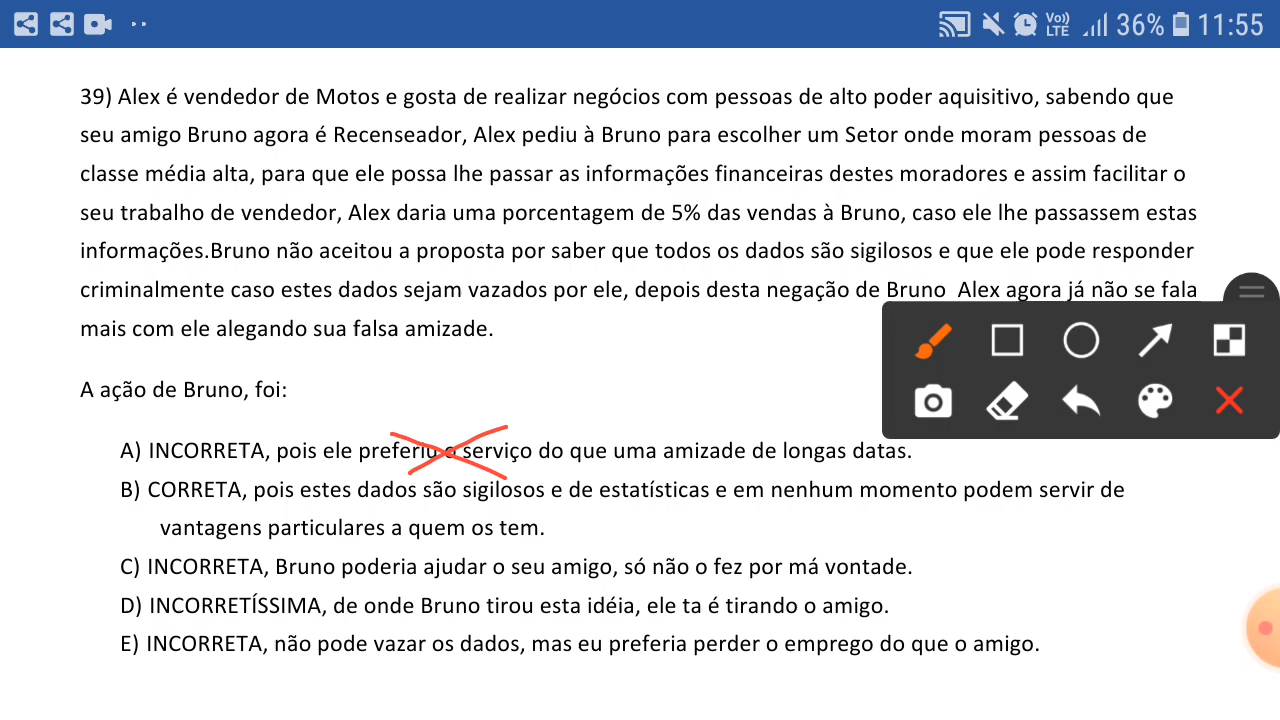 Vo)) LTE 36% 11:55
39) Alex é vendedor de Motos e gosta de realizar negócios com pessoas de alto poder aquisitivo, sabendo que
seu amigo Bruno agora é Recenseador, Alex pediu à Bruno para escolher um Setor onde moram pessoas de
classe média alta, para que ele possa lhe passar as informações financeiras destes moradores e assim facilitar o
seu trabalho de vendedor, Alex daria uma porcentagem de 5% das vendas à Bruno, caso ele lhe passassem estas
informações.Bruno não aceitou a proposta por saber que todos os dados são sigilosos e que ele pode responder
criminalmente caso estes dados sejam vazados por ele, depois desta negação de Bruno  Alex agora já não se fala
mais com ele alegando sua falsa amizade.
A ação de Bruno, foi:
A) INCORRETA, pois ele preferiu o serviço do que uma amizade de longas datas.
B) CORRETA, pois estes dados são sigilosos e de estatísticas e em nenhum momento podem servir de
vantagens particulares a quem os tem.
C) INCORRETA, Bruno poderia ajudar o seu amigo, só não o fez por má vontade.
D) INCORRETÍSSIMA, de onde Bruno tirou esta idéia, ele ta é tirando o amigo.
E) INCORRETA, não pode vazar os dados, mas eu preferia perder o emprego do que o amigo.